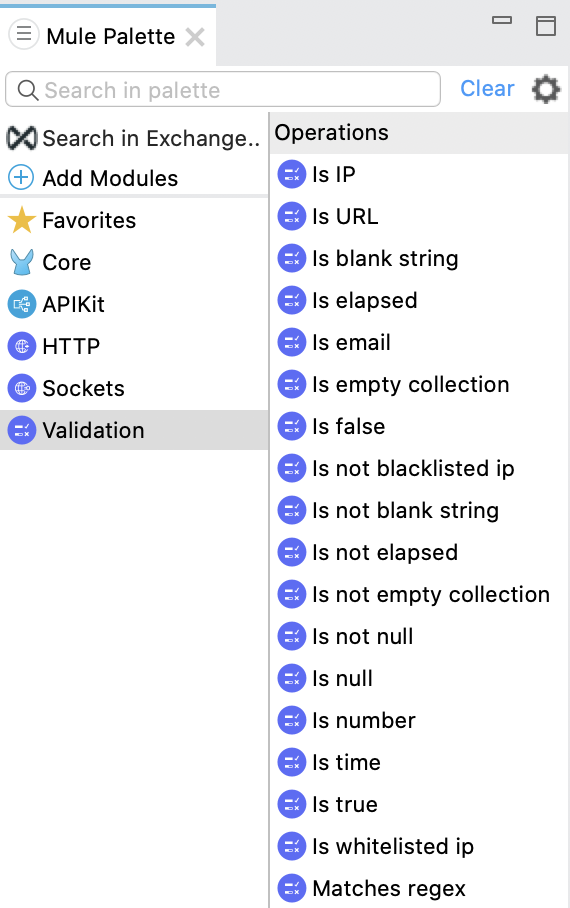 Mule Palette
Search in palette
Clear
Search in Exchange..
Add Modules
Favorites
Core
APIKit
HTTP
Sockets
Validation
Operations
Is IP
Is URL
Is blank string
Is elapsed
Is email
Is empty collection
Is false
Is not blacklisted ip
Is not blank string
Is not elapsed
Is not empty collection
Is not null
Is null
Is number
Is time
Is true
Is whitelisted ip
Matches regex